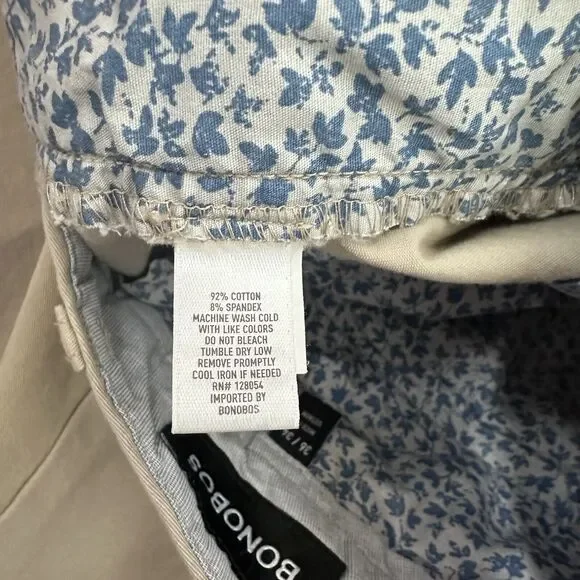 92% COTTON
8% SPANDEX
MACHINE WASH COLD
WITH LIKE COLORS
DO NOT BLEACH
TUMBLE DRY LOW
REMOVE PROMPTLY
COOL IRON IF NEEDED
RN# 128054
IMPORTED BY
BONOBOS
BONOBOS